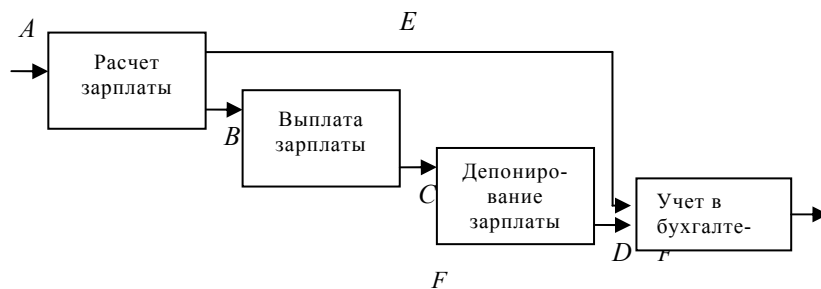 A
E
Расчет
зарплаты
B
Выплата
зарплаты
C
Депониро-
вание
зарплаты
Учет в
бухгалте-
D
F
F